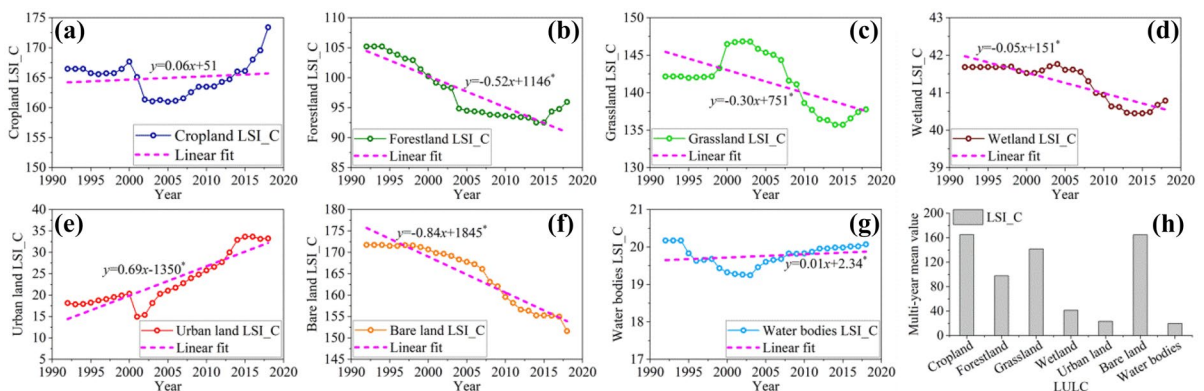 (a)
Cropland LSI_C
175
170
165
160
155
150
y=0.06x+51
Cropland LSI_C
Linear fit
1990 1995 2000 2005 2010 2015 2020
Year
(b)
Forestland LSI_C
110
105
100
95
90
85
80
y=-0.52x+1146*
Forestland LSI_C
Linear fit
1990 1995 2000 2005 2010 2015 2020
Year
(c)
Grassland LSI_C
150
145
140
135
130
y=-0.30x+751*
Grassland LSI_C
Linear fit
1990 1995 2000 2005 2010 2015 2020
Year
(d)
Wetland LSI_C
43
42
41
40
39
y=-0.05x+151*
Wetland LSI_C
Linear fit
1990 1995 2000 2005 2010 2015 2020
Year
(e)
Urban land LSI_C
40
35
30
25
20
15
10
5
y=0.69x-1350*
Urban land LSI_C
Linear fit
1990 1995 2000 2005 2010 2015 2020
Year
(f)
Bare land LSI_C
180
175
170
165
160
155
150
145
y=-0.84x+1845*
Bare land LSI_C
Linear fit
1990 1995 2000 2005 2010 2015 2020
Year
(g)
Water bodies LSI_C
21
20
19
18
17
y=0.01x+2.34*
Water bodies LSI_C
Linear fit
1990 1995 2000 2005 2010 2015 2020
Year
(h)
Multi-year mean value
200
160
120
80
40
0
LSI_C
Cropland
Forestland
Grassland
Wetland
Urban land
Bare land
Water bodies
LULC